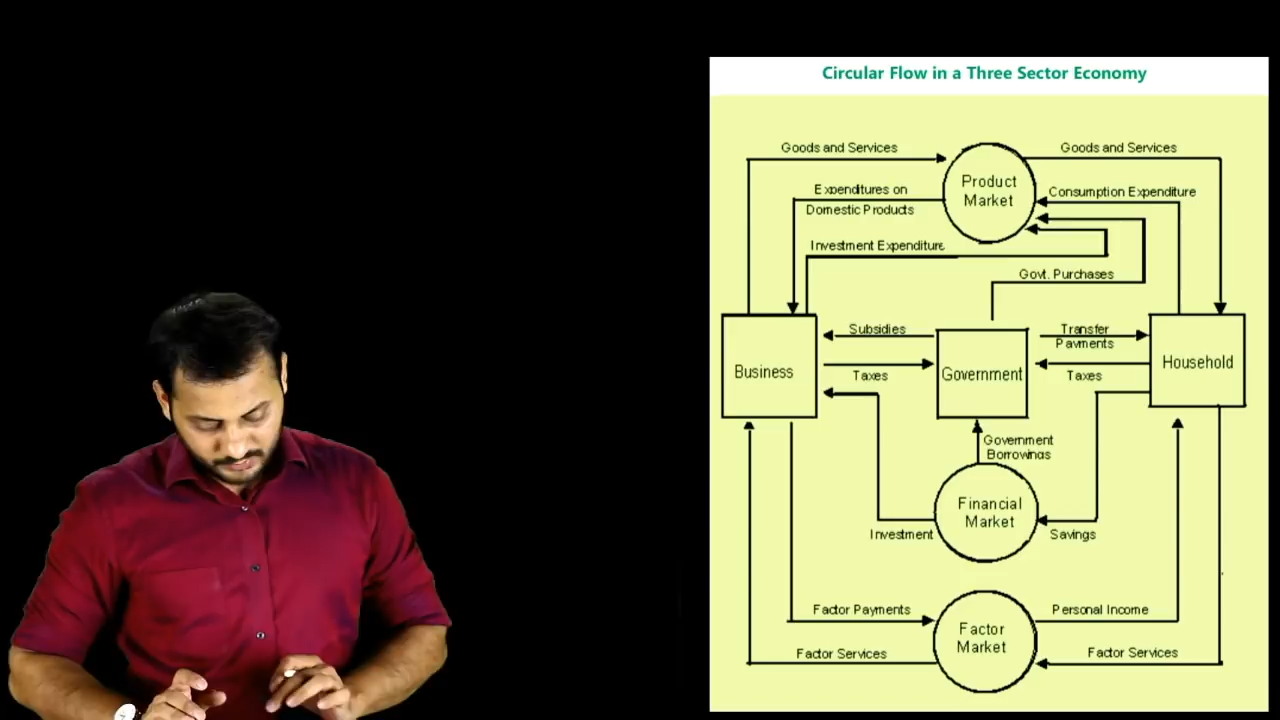 Circular Flow in a Three Sector Economy
Goods and Services
Goods and Services
Product
Market
Expenditures on
Domestic Products
Consumption Expenditure
Investment Expenditure
Govt. Purchases
Subsidies
Transfer
Payments
Business
Government
Household
Taxes
Taxes
Government
Borrowings
Financial
Market
Investment
Savings
Factor Payments
Personal Income
Factor
Market
Factor Services
Factor Services